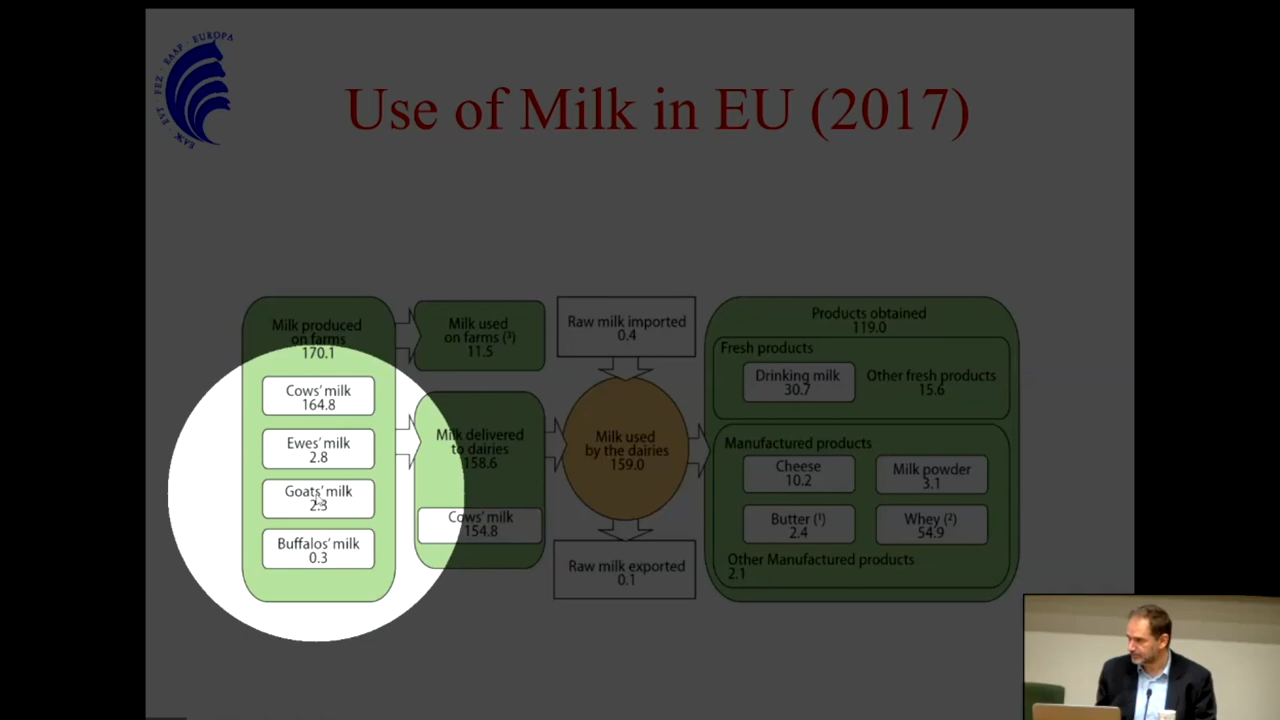 EAЖ · EVT · FEZ · EAAP · EUROPA
Use of Milk in EU (2017)
Milk produced
on farms
170.1
Cows' milk
164.8
Ewes' milk
2.8
Goats' milk
2.3
Buffalos' milk
0.3
Milk used
on farms (³)
11.5
Milk delivered
to dairies
158.6
Cows' milk
154.8
Raw milk imported
0.4
Milk used
by the dairies
159.0
Raw milk exported
0.1
Products obtained
119.0
Fresh products
Drinking milk
30.7
Other fresh products
15.6
Manufactured products
Cheese
10.2
Milk powder
3.1
Butter (¹)
2.4
Whey (²)
54.9
Other Manufactured products
2.1